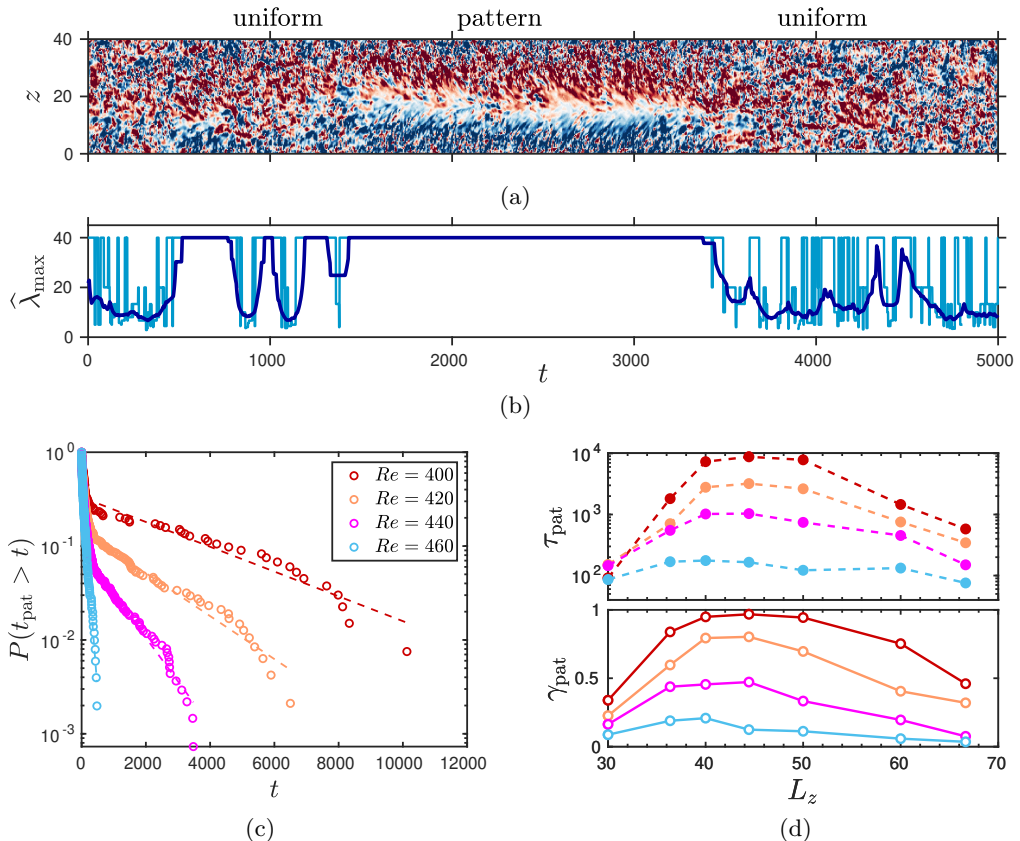 uniform pattern uniform
40
20
0
z
(a)
40
20
0
λ̂max
0 1000 2000 3000 4000 5000
t
(b)
10^0
10^-1
10^-2
10^-3
P(tpat > t)
Re = 400
Re = 420
Re = 440
Re = 460
0 2000 4000 6000 8000 10000 12000
t
(c)
10^4
10^3
10^2
τpat
1
0.5
0
γpat
30 40 50 60 70
Lz
(d)